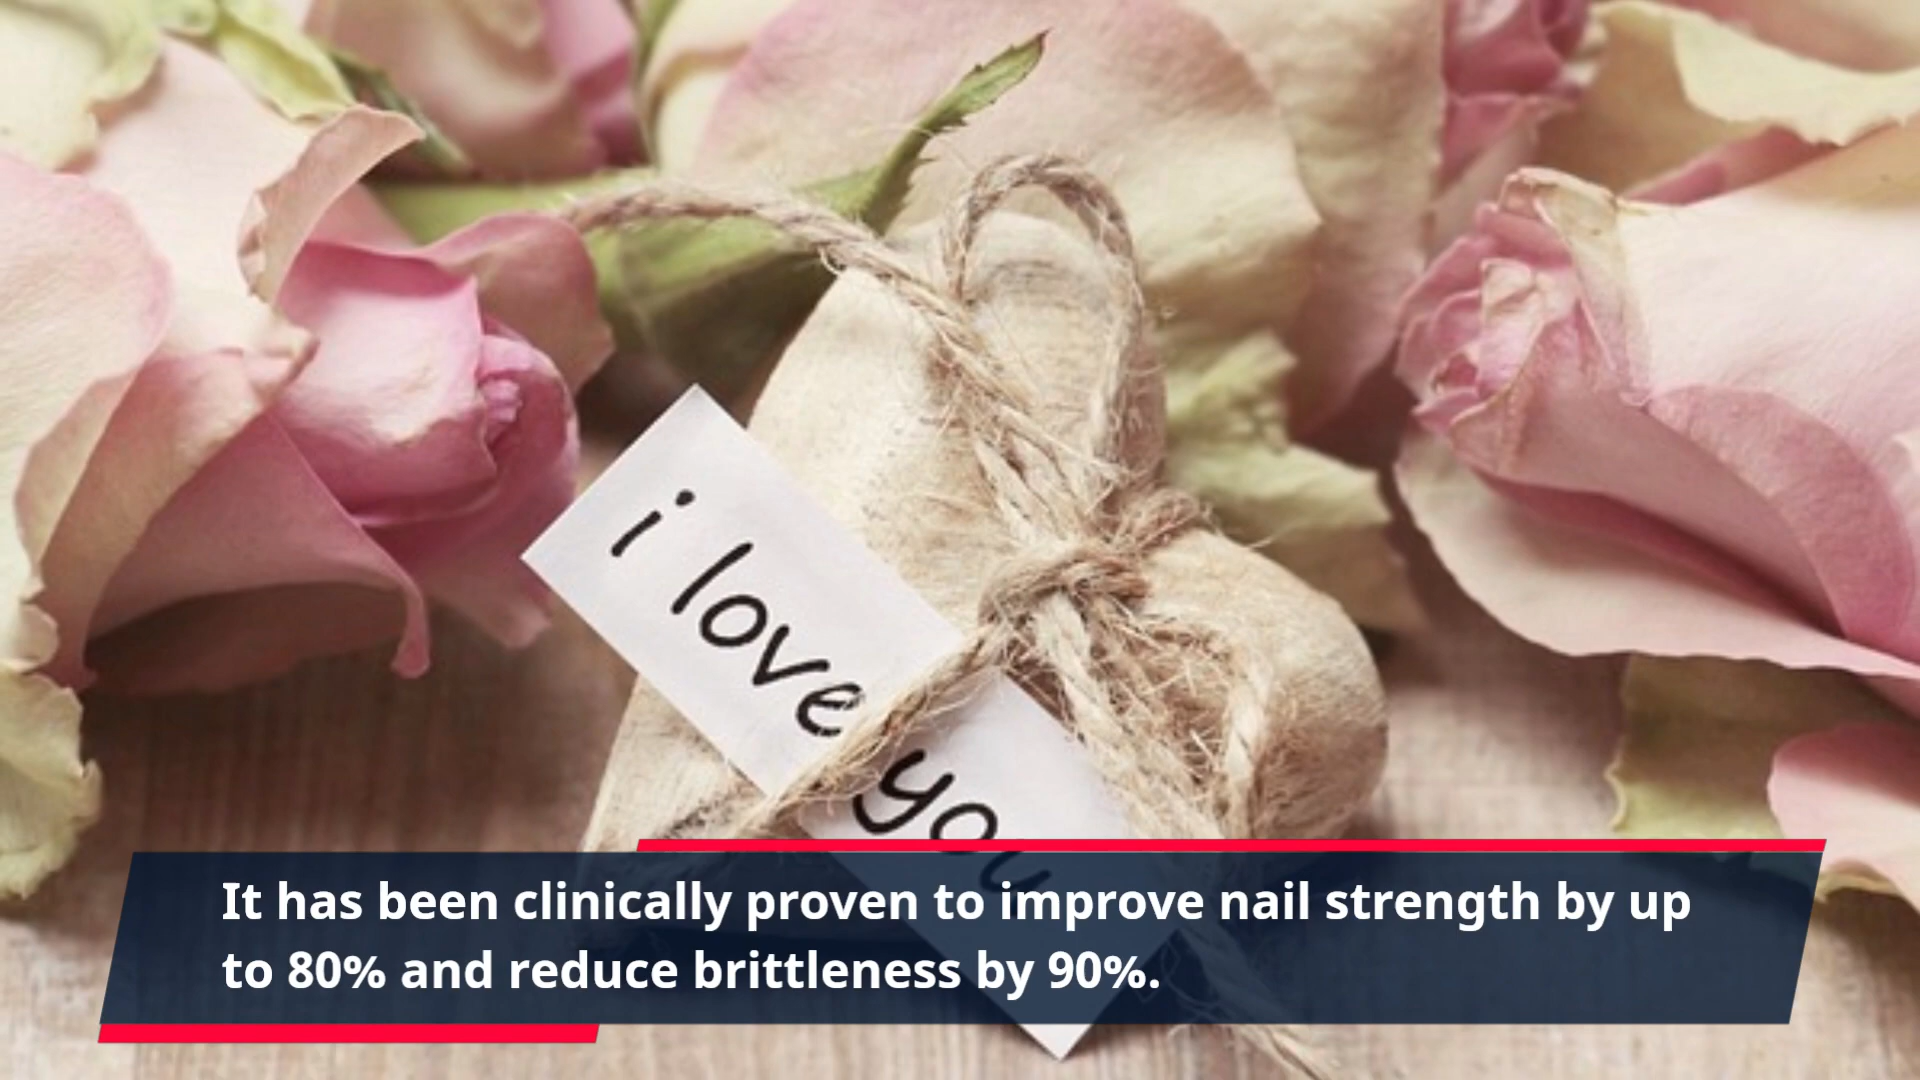 i love
you
It has been clinically proven to improve nail strength by up
to 80% and reduce brittleness by 90%.